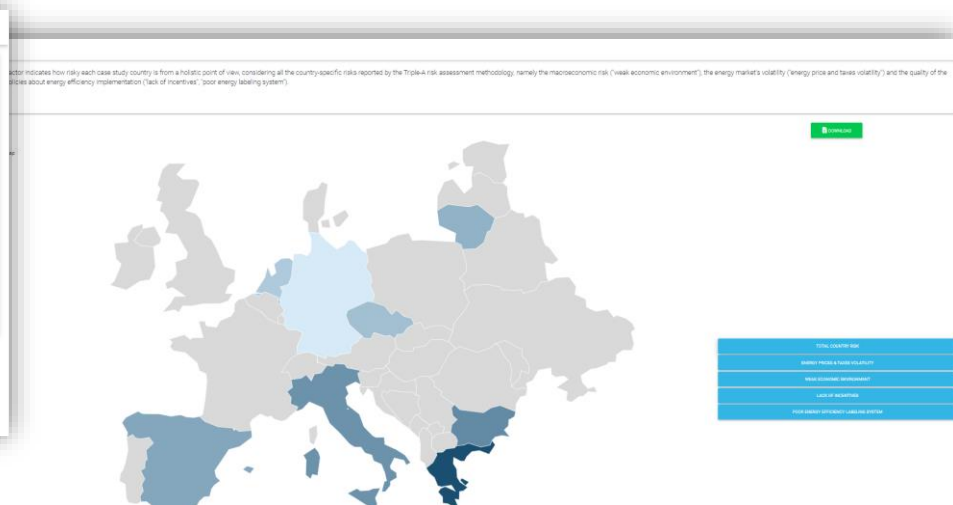 actor indicates how risky each case study country is from a holistic point of view, considering all the country-specific risks reported by the Triple-A risk assessment methodology, namely the macroeconomic risk ("weak economic environment"), the energy market's volatility ("energy price and taxes volatility") and the quality of the
olicies about energy efficiency implementation ("lack of incentives", "poor energy labeling system").
DOWNLOAD
TOTAL COUNTRY RISK
ENERGY PRICES & TAXES VOLATILITY
WEAK ECONOMIC ENVIRONMENT
LACK OF INCENTIVES
POOR ENERGY EFFICIENCY LABELING SYSTEM